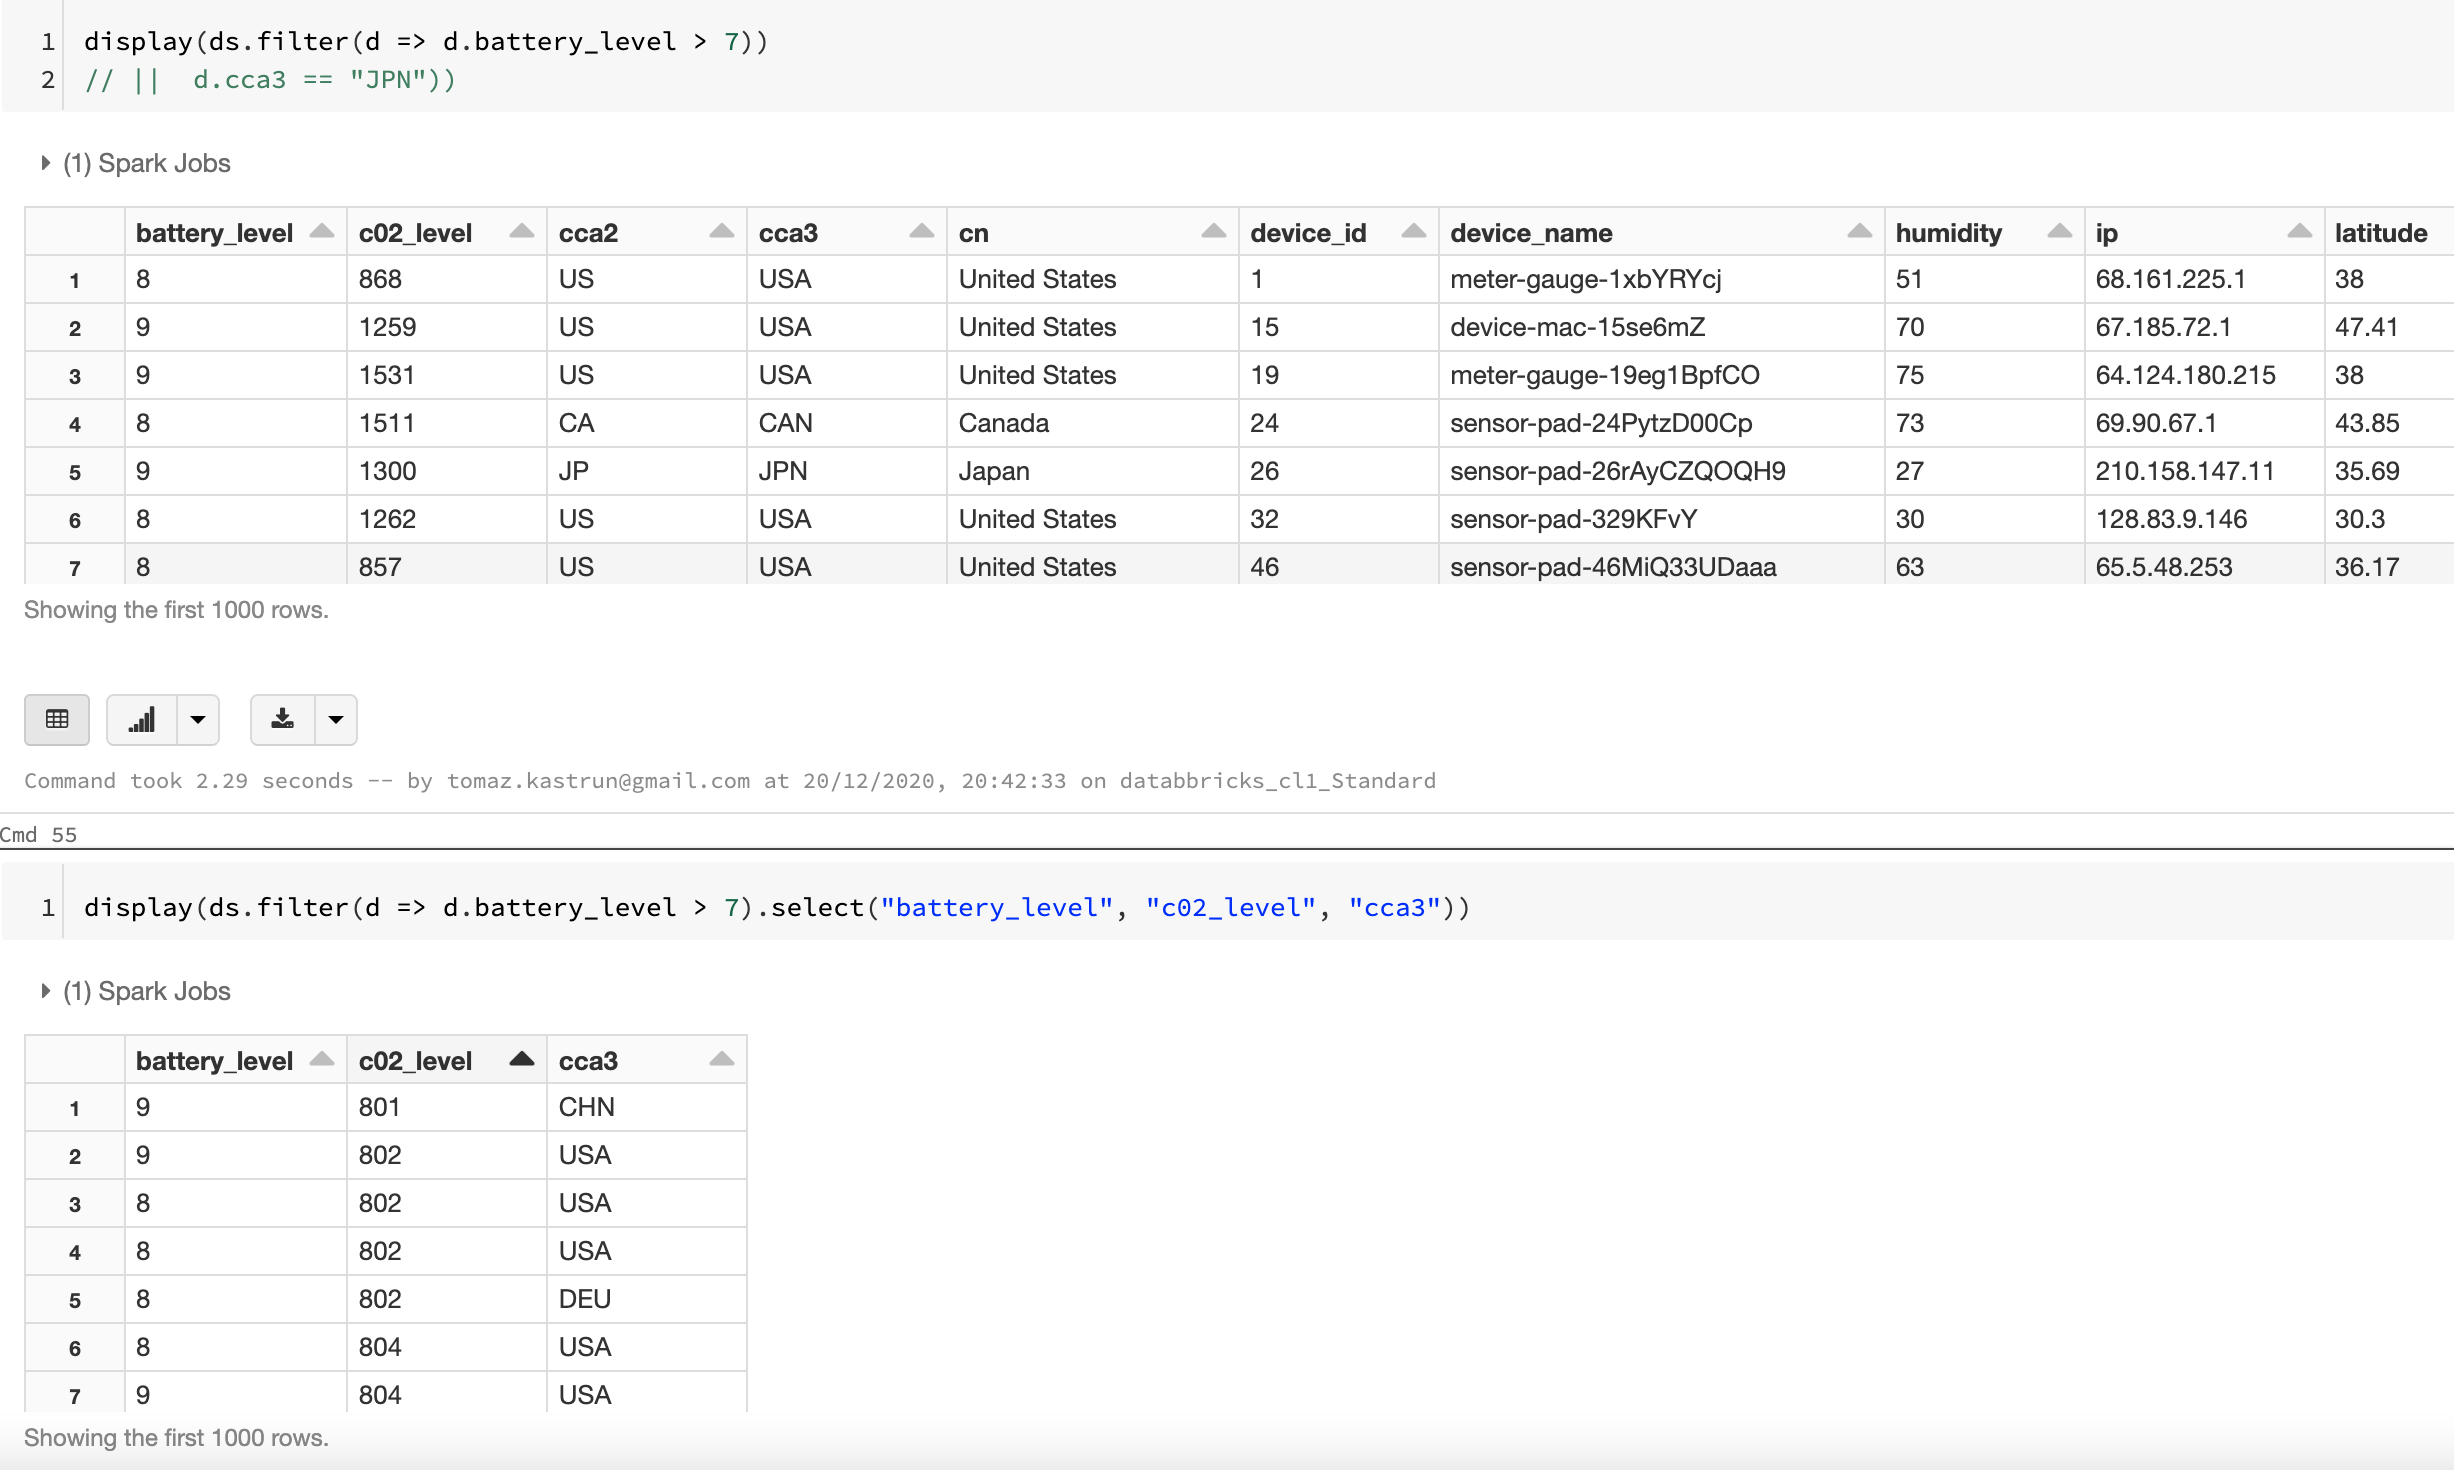 1 display(ds.filter(d => d.battery_level > 7))
2 // ||  d.cca3 == "JPN"))
(1) Spark Jobs
battery_level c02_level cca2 cca3 cn device_id device_name humidity ip latitude
1 8 868 US USA United States 1 meter-gauge-1xbYRYcj 51 68.161.225.1 38
2 9 1259 US USA United States 15 device-mac-15se6mZ 70 67.185.72.1 47.41
3 9 1531 US USA United States 19 meter-gauge-19eg1BpfCO 75 64.124.180.215 38
4 8 1511 CA CAN Canada 24 sensor-pad-24PytzD00Cp 73 69.90.67.1 43.85
5 9 1300 JP JPN Japan 26 sensor-pad-26rAyCZQOQH9 27 210.158.147.11 35.69
6 8 1262 US USA United States 32 sensor-pad-329KFvY 30 128.83.9.146 30.3
7 8 857 US USA United States 46 sensor-pad-46MiQ33UDaaa 63 65.5.48.253 36.17
Showing the first 1000 rows.
Command took 2.29 seconds -- by tomaz.kastrun@gmail.com at 20/12/2020, 20:42:33 on databbricks_cl1_Standard
Cmd 55
1 display(ds.filter(d => d.battery_level > 7).select("battery_level", "c02_level", "cca3"))
(1) Spark Jobs
battery_level c02_level cca3
1 9 801 CHN
2 9 802 USA
3 8 802 USA
4 8 802 USA
5 8 802 DEU
6 8 804 USA
7 9 804 USA
Showing the first 1000 rows.